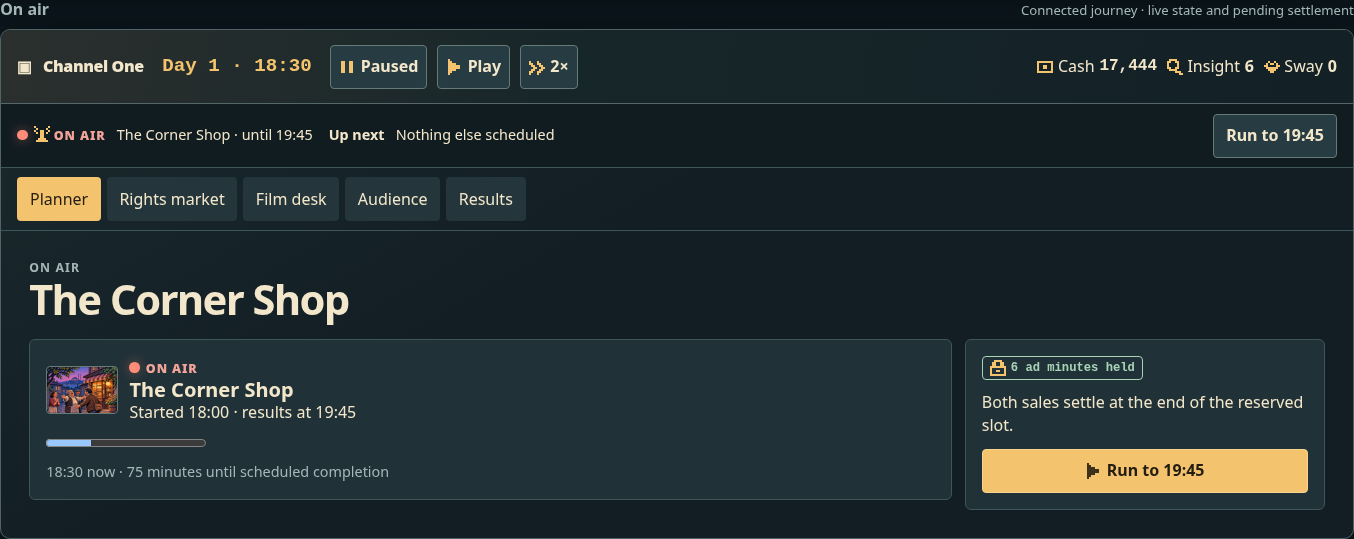 On air
Connected journey · live state and pending settlement
Channel One Day 1 · 18:30 Paused Play 2× Cash 17,444 Insight 6 Sway 0
ON AIR The Corner Shop · until 19:45 Up next Nothing else scheduled Run to 19:45
Planner Rights market Film desk Audience Results
ON AIR
The Corner Shop
ON AIR
The Corner Shop
Started 18:00 · results at 19:45
18:30 now · 75 minutes until scheduled completion
6 ad minutes held
Both sales settle at the end of the reserved
slot.
Run to 19:45